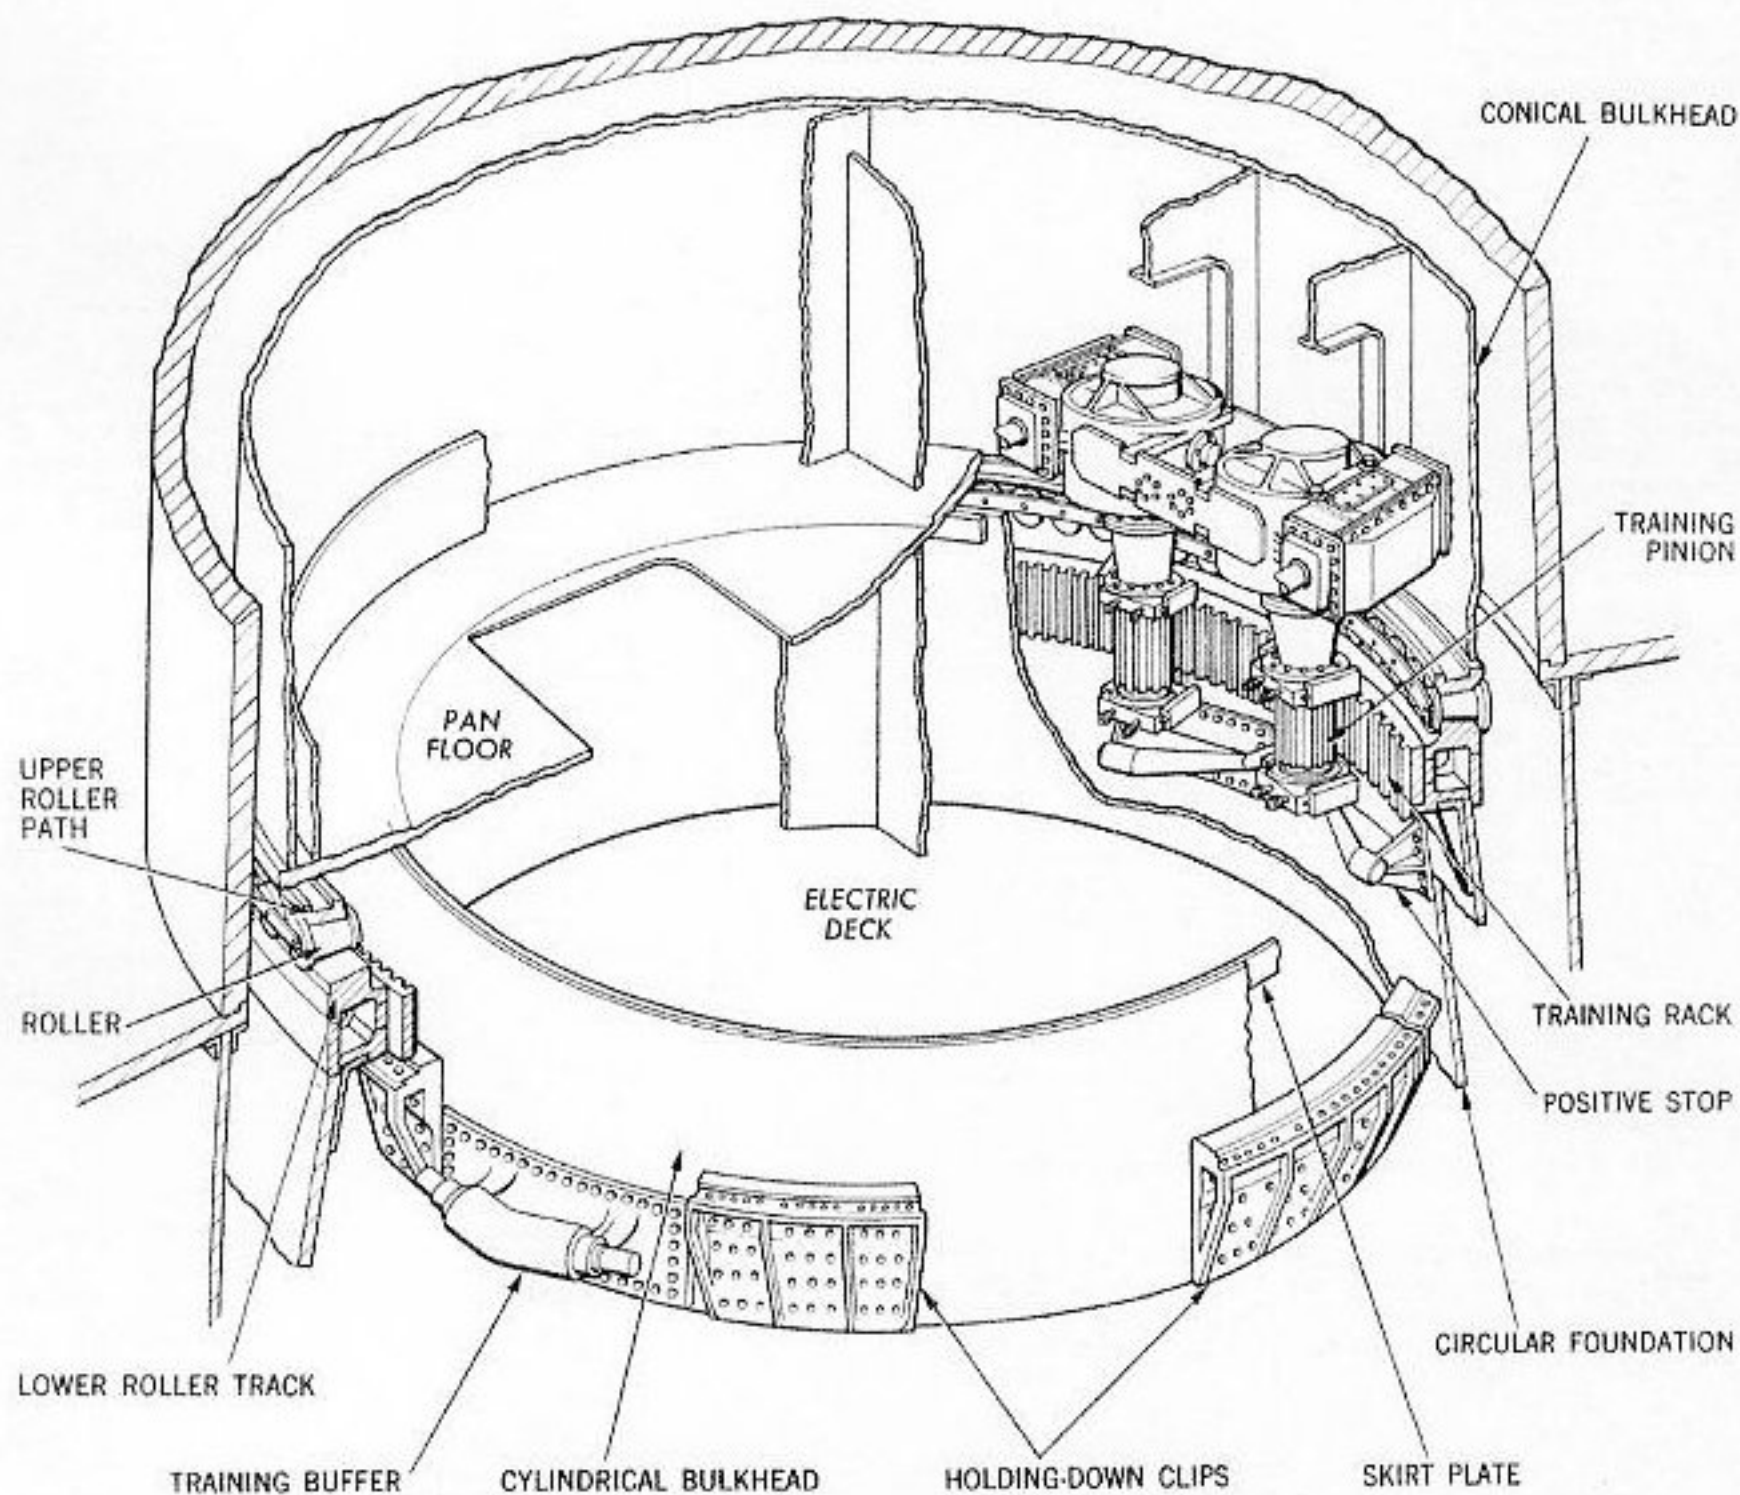 CONICAL BULKHEAD
TRAINING
PINION
PAN
FLOOR
UPPER
ROLLER
PATH
ELECTRIC
DECK
ROLLER
TRAINING RACK
POSITIVE STOP
CIRCULAR FOUNDATION
LOWER ROLLER TRACK
TRAINING BUFFER
CYLINDRICAL BULKHEAD
HOLDING-DOWN CLIPS
SKIRT PLATE